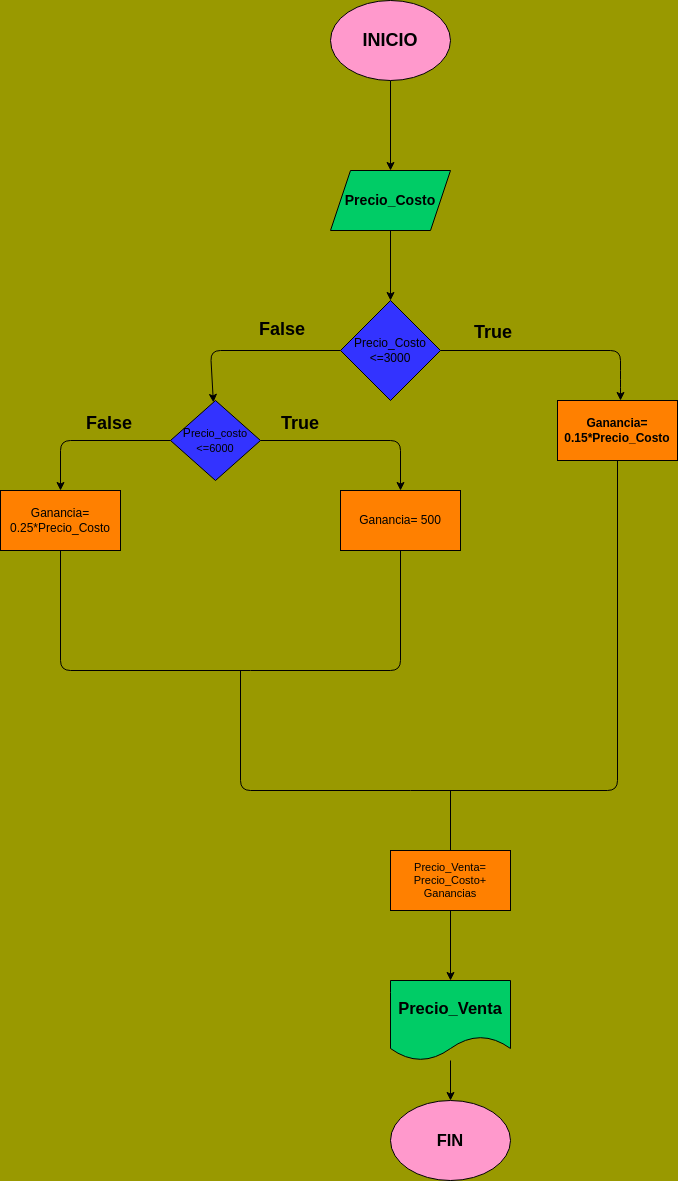 INICIO
Precio_Costo
Precio_Costo
<=3000
False
True
Precio_costo
<=6000
False
True
Ganancia=
0.15*Precio_Costo
Ganancia=
0.25*Precio_Costo
Ganancia= 500
Precio_Venta=
Precio_Costo+
Ganancias
Precio_Venta
FIN